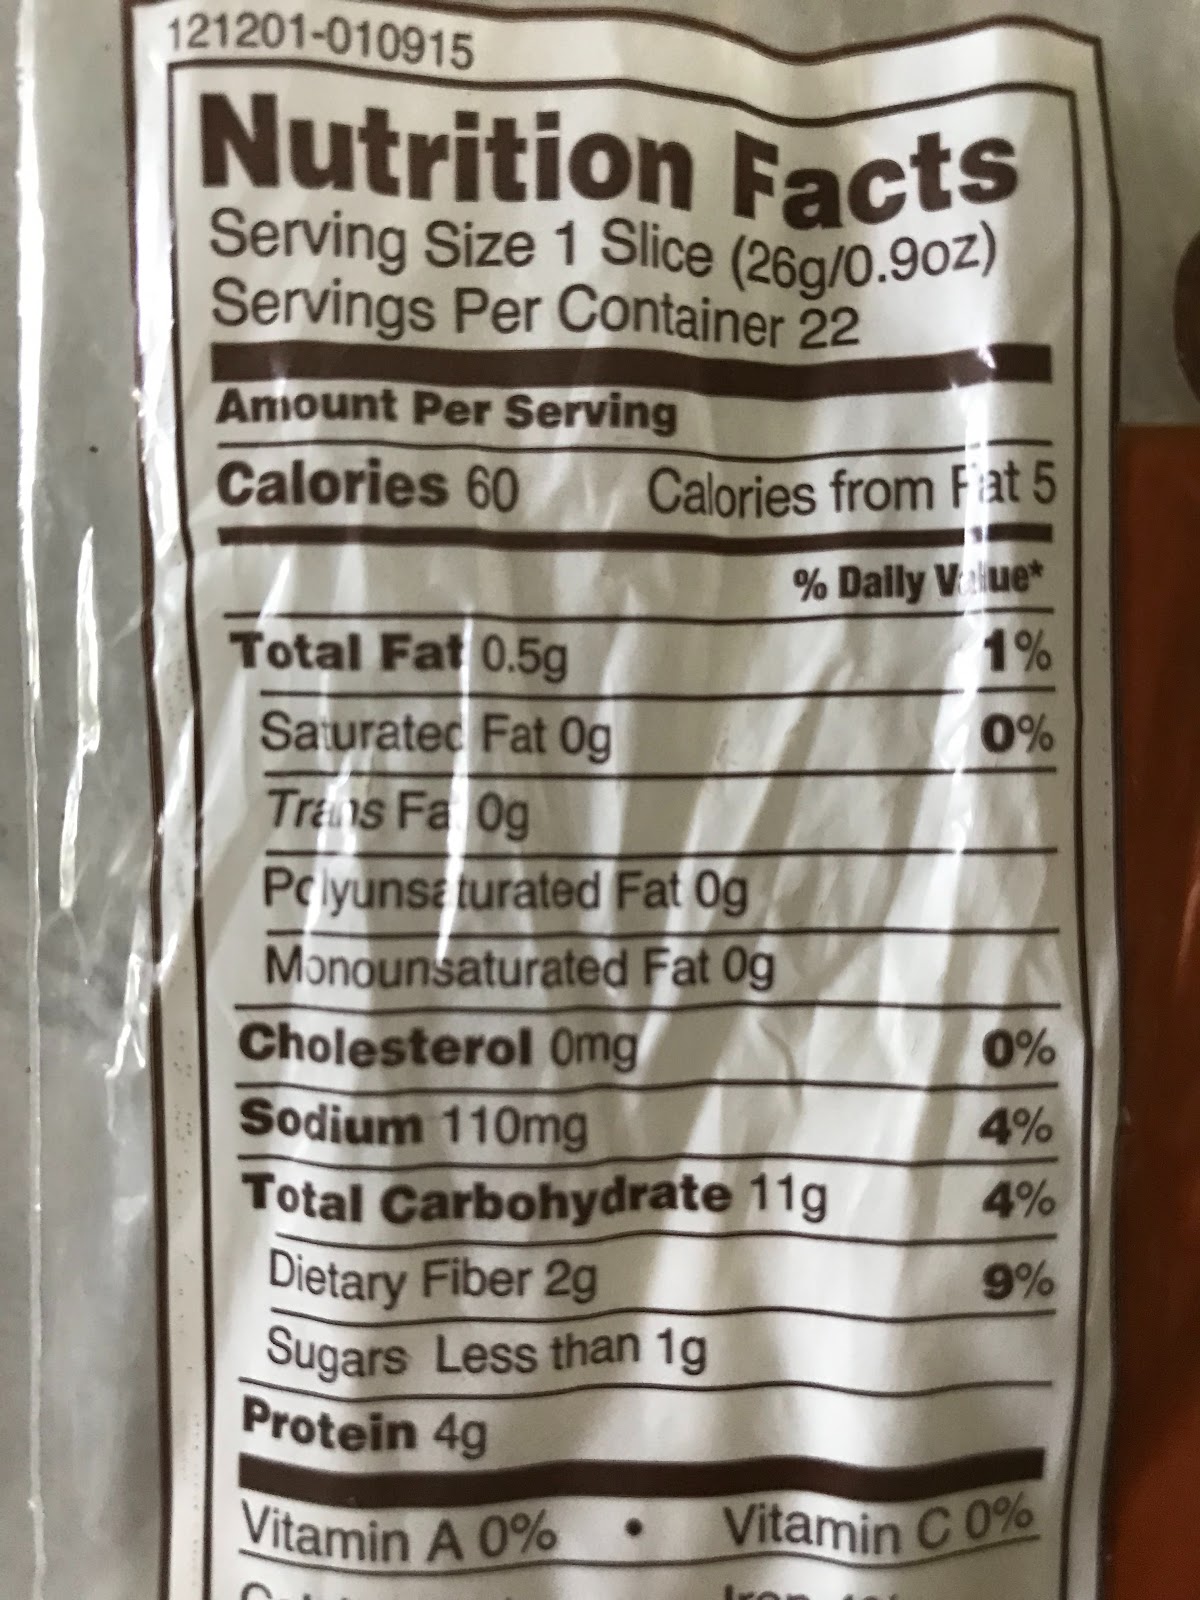 121201-010915
Nutrition Facts
Serving Size 1 Slice (26g/0.9oz)
Servings Per Container 22
Amount Per Serving
Calories 60 Calories from Fat 5
% Daily Value*
Total Fat 0.5g 1%
Saturated Fat 0g 0%
Trans Fat 0g
Polyunsaturated Fat 0g
Monounsaturated Fat 0g
Cholesterol 0mg 0%
Sodium 110mg 4%
Total Carbohydrate 11g 4%
Dietary Fiber 2g 9%
Sugars Less than 1g
Protein 4g
Vitamin A 0% • Vitamin C 0%
Iron